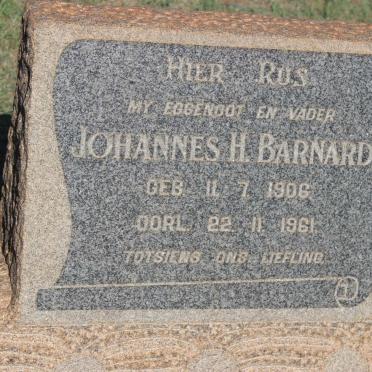 HIER RUS
MY EGGENOOT EN VADER
JOHANNES H. BARNARD
GEB. 11. 7. 1906
OORL. 22. 11. 1961.
TOTSIENS ONS LIEFLING.